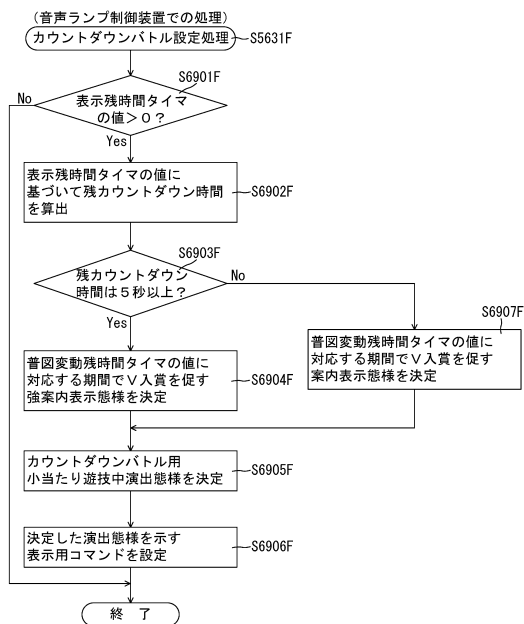 (音声ランプ制御装置での処理)
カウントダウンバトル設定処理
S5631F
S6901F
表示残時間タイマ
の値>0?
No
Yes
表示残時間タイマの値に
基づいて残カウントダウン時間
を算出
S6902F
S6903F
残カウントダウン
時間は5秒以上?
No
Yes
S6907F
普図変動残時間タイマの値に
対応する期間でV入賞を促す
案内表示態様を決定
普図変動残時間タイマの値に
対応する期間でV入賞を促す
強案内表示態様を決定
S6904F
カウントダウンバトル用
小当たり遊技中演出態様を決定
S6905F
決定した演出態様を示す
表示用コマンドを設定
S6906F
終 了